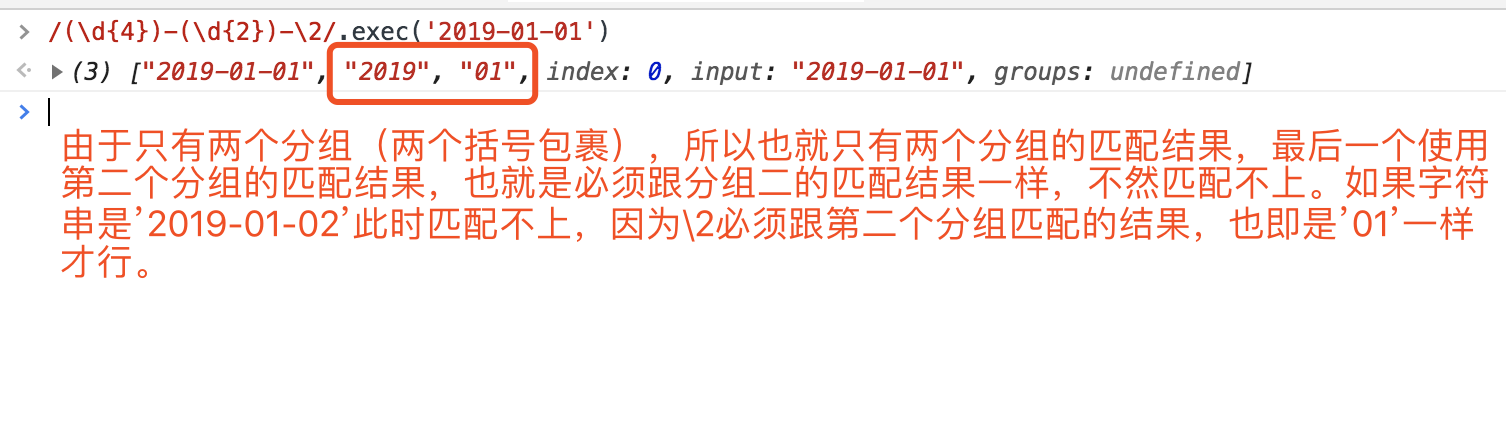 > /(\d{4})-(\d{2})-\2/.exec('2019-01-01')
<· ▶(3) ["2019-01-01", "2019", "01", index: 0, input: "2019-01-01", groups: undefined]
>
由于只有两个分组（两个括号包裹），所以也就只有两个分组的匹配结果，最后一个使用
第二个分组的匹配结果，也就是必须跟分组二的匹配结果一样，不然匹配不上。如果字符
串是’2019-01-02’此时匹配不上，因为\2必须跟第二个分组匹配的结果，也即是’01’一样
才行。